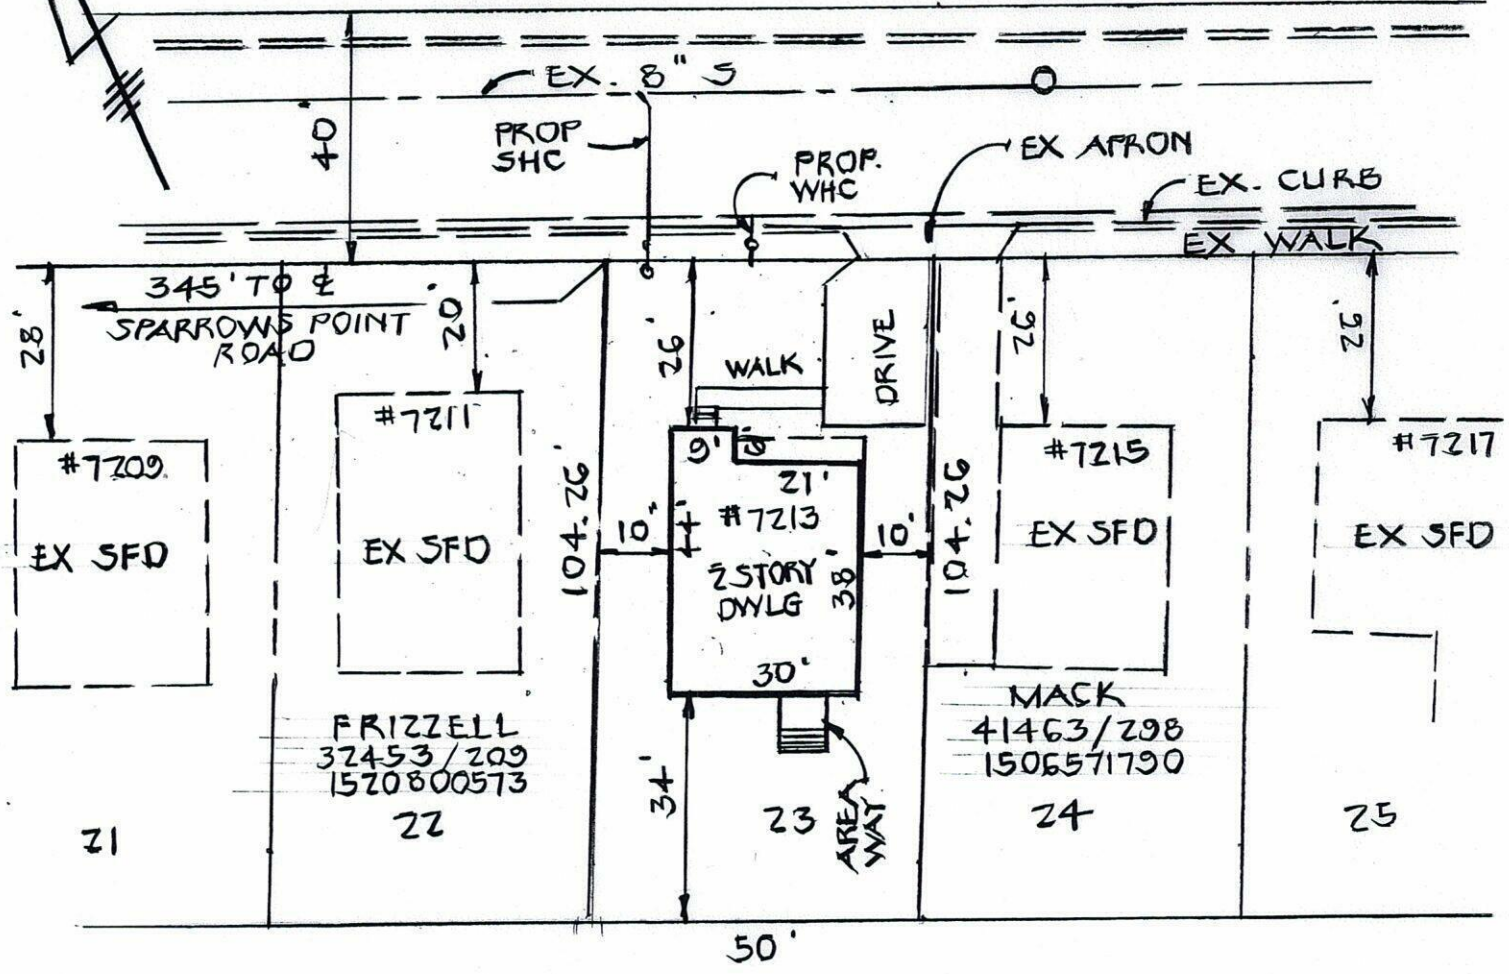 EX. 8" S
40'
PROP
SHC
PROP.
WHC
EX APRON
EX. CURB
EX WALK
345' TO ℄
SPARROWS POINT
ROAD
28'
20'
26'
26'
22'
WALK
DRIVE
#7209
EX SFD
#7211
EX SFD
104.26'
10'
9'
6'
21'
44'
#7213
2 STORY
DWLG
38'
30'
10'
104.26
#7215
EX SFD
#7217
EX SFD
FRIZZELL
32453/209
1520800573
MACK
41463/298
1506571790
34'
AREA
WAY
21
22
23
24
25
50'